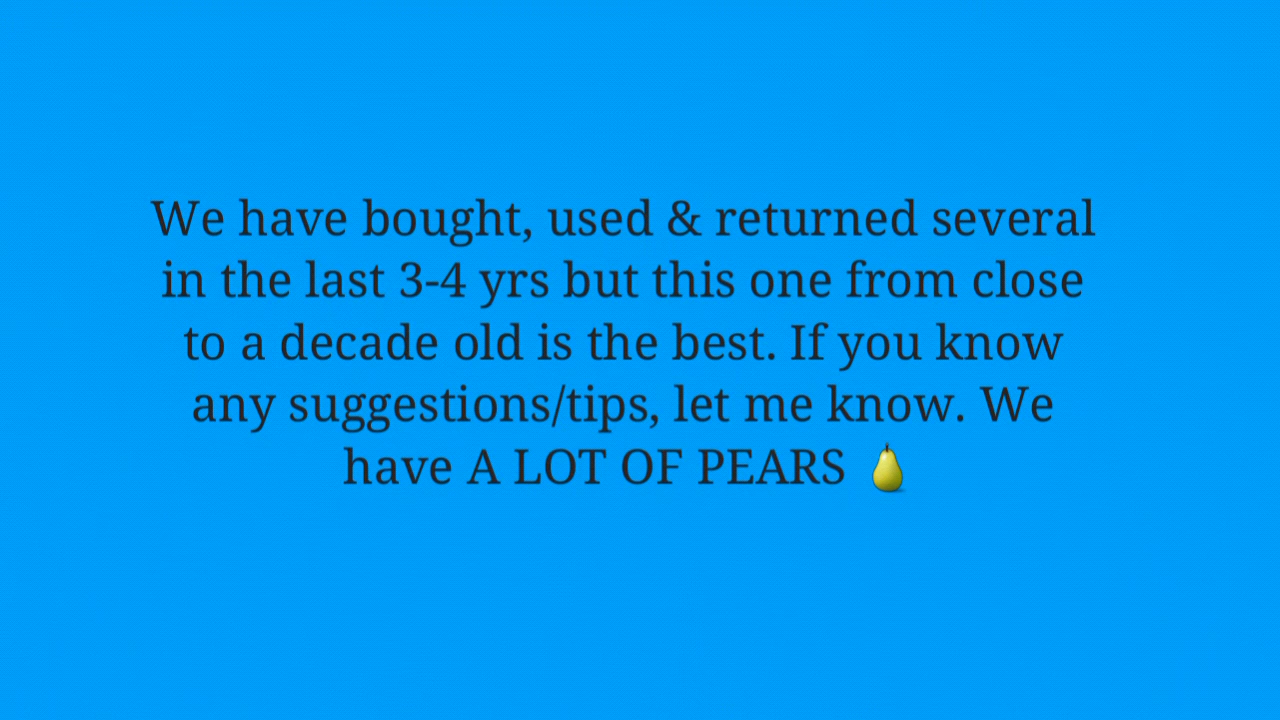 We have bought, used & returned several
in the last 3-4 yrs but this one from close
to a decade old is the best. If you know
any suggestions/tips, let me know. We
have A LOT OF PEARS 🍐